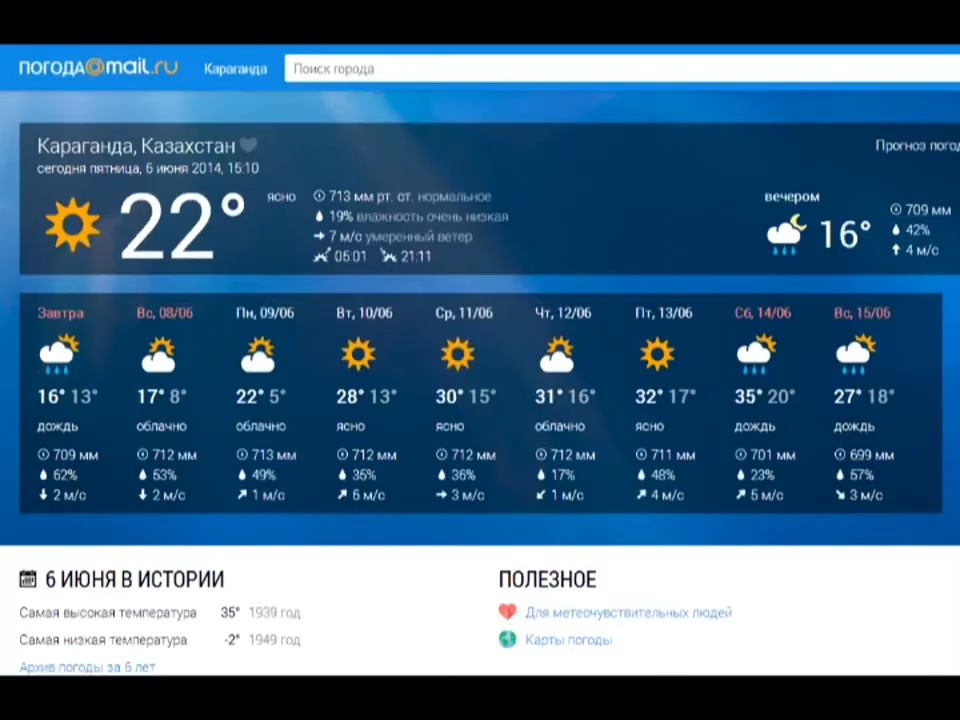 ПОГОДА@mail.ru Караганда Поиск города
Караганда, Казахстан
сегодня пятница, 6 июня 2014, 15:10
Прогноз
22° ясно
713 мм рт. ст. нормальное
19% влажность очень низкая
7 м/с умеренный ветер
05:01 21:11
вечером
16°
709 мм
42%
4 м/с
Завтра Вс, 08/06 Пн, 09/06 Вт, 10/06 Ср, 11/06 Чт, 12/06 Пт, 13/06 Сб, 14/06 Вс, 15/06
16° 13° 17° 8° 22° 5° 28° 13° 30° 15° 31° 16° 32° 17° 35° 20° 27° 18°
дождь облачно облачно ясно ясно облачно ясно дождь дождь
709 мм 712 мм 713 мм 712 мм 712 мм 712 мм 711 мм 701 мм 699 мм
62% 53% 49% 35% 36% 17% 48% 23% 57%
2 м/с 2 м/с 1 м/с 6 м/с 3 м/с 1 м/с 4 м/с 5 м/с 3 м/с
6 ИЮНЯ В ИСТОРИИ
Самая высокая температура 35° 1939 год
Самая низкая температура -2° 1949 год
Архив погоды за 6 лет
ПОЛЕЗНОЕ
Для метеочувствительных людей
Карты погоды